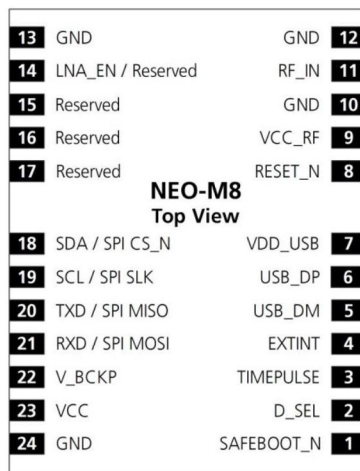 13 GND GND 12
14 LNA_EN / Reserved RF_IN 11
15 Reserved GND 10
16 Reserved VCC_RF 9
17 Reserved RESET_N 8
NEO-M8
Top View
18 SDA / SPI CS_N VDD_USB 7
19 SCL / SPI SLK USB_DP 6
20 TXD / SPI MISO USB_DM 5
21 RXD / SPI MOSI EXTINT 4
22 V_BCKP TIMEPULSE 3
23 VCC D_SEL 2
24 GND SAFEBOOT_N 1